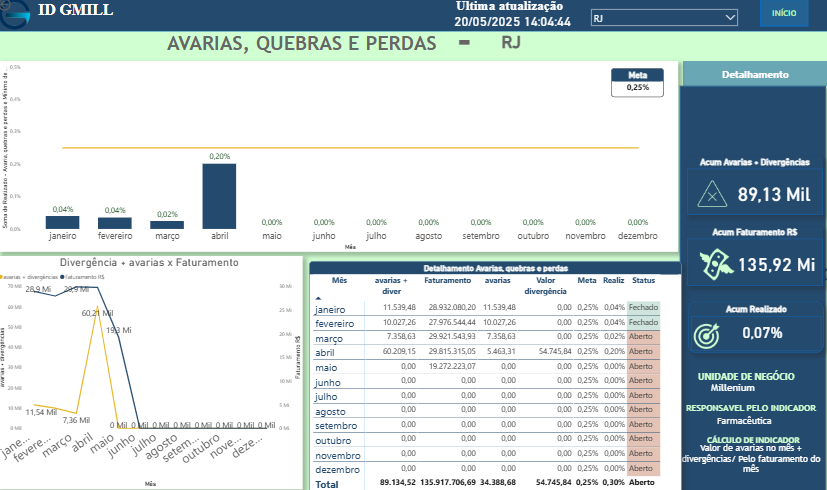 ID GMILL
Ultima atualização
20/05/2025 14:04:44
RJ
INÍCIO
AVARIAS, QUEBRAS E PERDAS - RJ
Soma de Realizado - Avaria, quebras e perdas e Mínimo de...
0,5%
0,4%
0,3%
0,2%
0,1%
0,0%
Meta
0,25%
0,04%
0,04%
0,02%
0,20%
0,00%
0,00%
0,00%
0,00%
0,00%
0,00%
0,00%
0,00%
janeiro
fevereiro
março
abril
maio
junho
julho
agosto
setembro
outubro
novembro
dezembro
Mês
Detalhamento
Acum Avarias + Divergências
89,13 Mil
Acum Faturamento R$
135,92 Mi
Acum Realizado
0,07%
UNIDADE DE NEGÓCIO
Millenium
RESPONSAVEL PELO INDICADOR
Farmacêutica
CÁLCULO DE INDICADOR
Valor de avarias no mês +
divergências/ Pelo faturamento do
mês
Divergência + avarias x Faturamento
avarias + divergências
faturamento R$
avarias + divergências
70 Mil
60 Mil
50 Mil
40 Mil
30 Mil
20 Mil
10 Mil
0 Mil
28,9 Mi
29,9 Mi
60,21 Mil
19,3 Mi
11,54 Mil
7,36 Mil
0 Mil
0 Mil
0 Mil
0 Mil
0 Mil
0 Mil
0 Mil
0 Mil
30 Mi
25 Mi
20 Mi
15 Mi
10 Mi
5 Mi
0 Mi
Faturamento R$
jane...
fevere...
março
abril
maio
junho
julho
agosto
setem...
outubro
nove...
deze...
Mês
Detalhamento Avarias, quebras e perdas
Mês avarias + diver Faturamento avarias Valor divergência Meta Realiz Status
janeiro 11.539,48 28.932.080,20 11.539,48 0,00 0,25% 0,04% Fechado
fevereiro 10.027,26 27.976.544,44 10.027,26 0,00 0,25% 0,04% Fechado
março 7.358,63 29.921.543,93 7.358,63 0,00 0,25% 0,02% Aberto
abril 60.209,15 29.815.315,05 5.463,31 54.745,84 0,25% 0,20% Aberto
maio 0,00 19.272.223,07 0,00 0,00 0,25% 0,00% Aberto
junho 0,00 0,00 0,00 0,00 0,25% 0,00% Aberto
julho 0,00 0,00 0,00 0,00 0,25% 0,00% Aberto
agosto 0,00 0,00 0,00 0,00 0,25% 0,00% Aberto
setembro 0,00 0,00 0,00 0,00 0,25% 0,00% Aberto
outubro 0,00 0,00 0,00 0,00 0,25% 0,00% Aberto
novembro 0,00 0,00 0,00 0,00 0,25% 0,00% Aberto
dezembro 0,00 0,00 0,00 0,00 0,25% 0,00% Aberto
Total 89.134,52 135.917.706,69 34.388,68 54.745,84 0,25% 0,30% Aberto